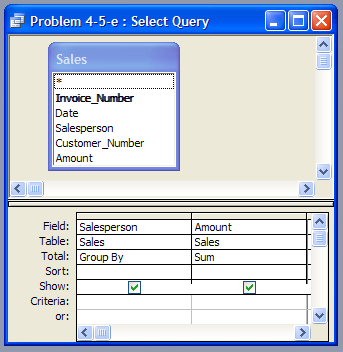 Problem 4-5-e : Select Query
Sales
*
Invoice_Number
Date
Salesperson
Customer_Number
Amount
Field: Salesperson Amount
Table: Sales Sales
Total: Group By Sum
Sort:
Show:
Criteria:
or: